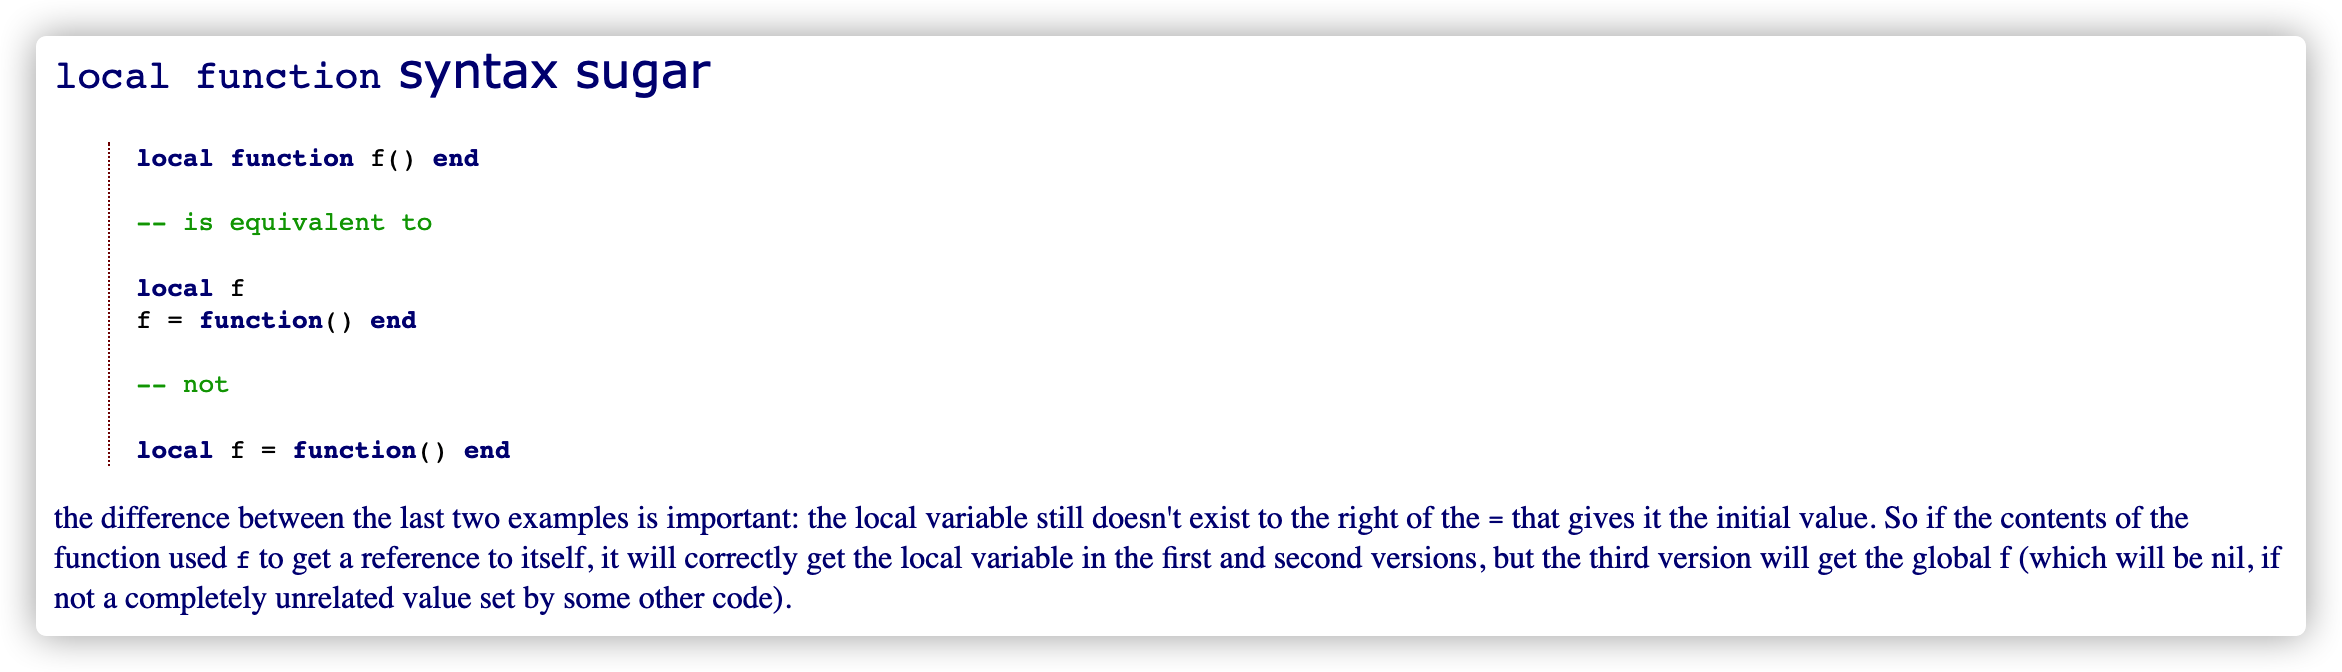 local function syntax sugar
local function f() end
-- is equivalent to
local f
f = function() end
-- not
local f = function() end
the difference between the last two examples is important: the local variable still doesn't exist to the right of the = that gives it the initial value. So if the contents of the
function used f to get a reference to itself, it will correctly get the local variable in the first and second versions, but the third version will get the global f (which will be nil, if
not a completely unrelated value set by some other code).